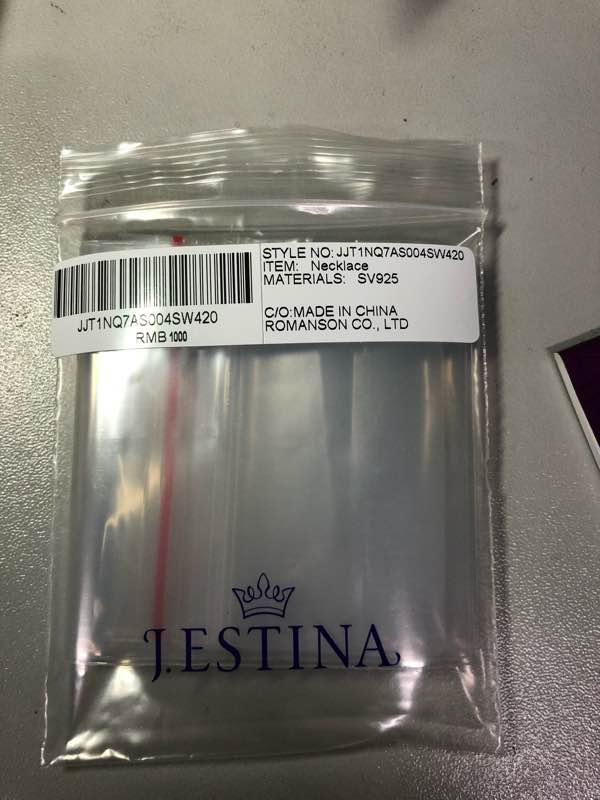 JJT1NQ7AS004SW420
RMB 1000
STYLE NO: JJT1NQ7AS004SW420
ITEM: Necklace
MATERIALS: SV925
C/O:MADE IN CHINA
ROMANSON CO., LTD
J.ESTINA